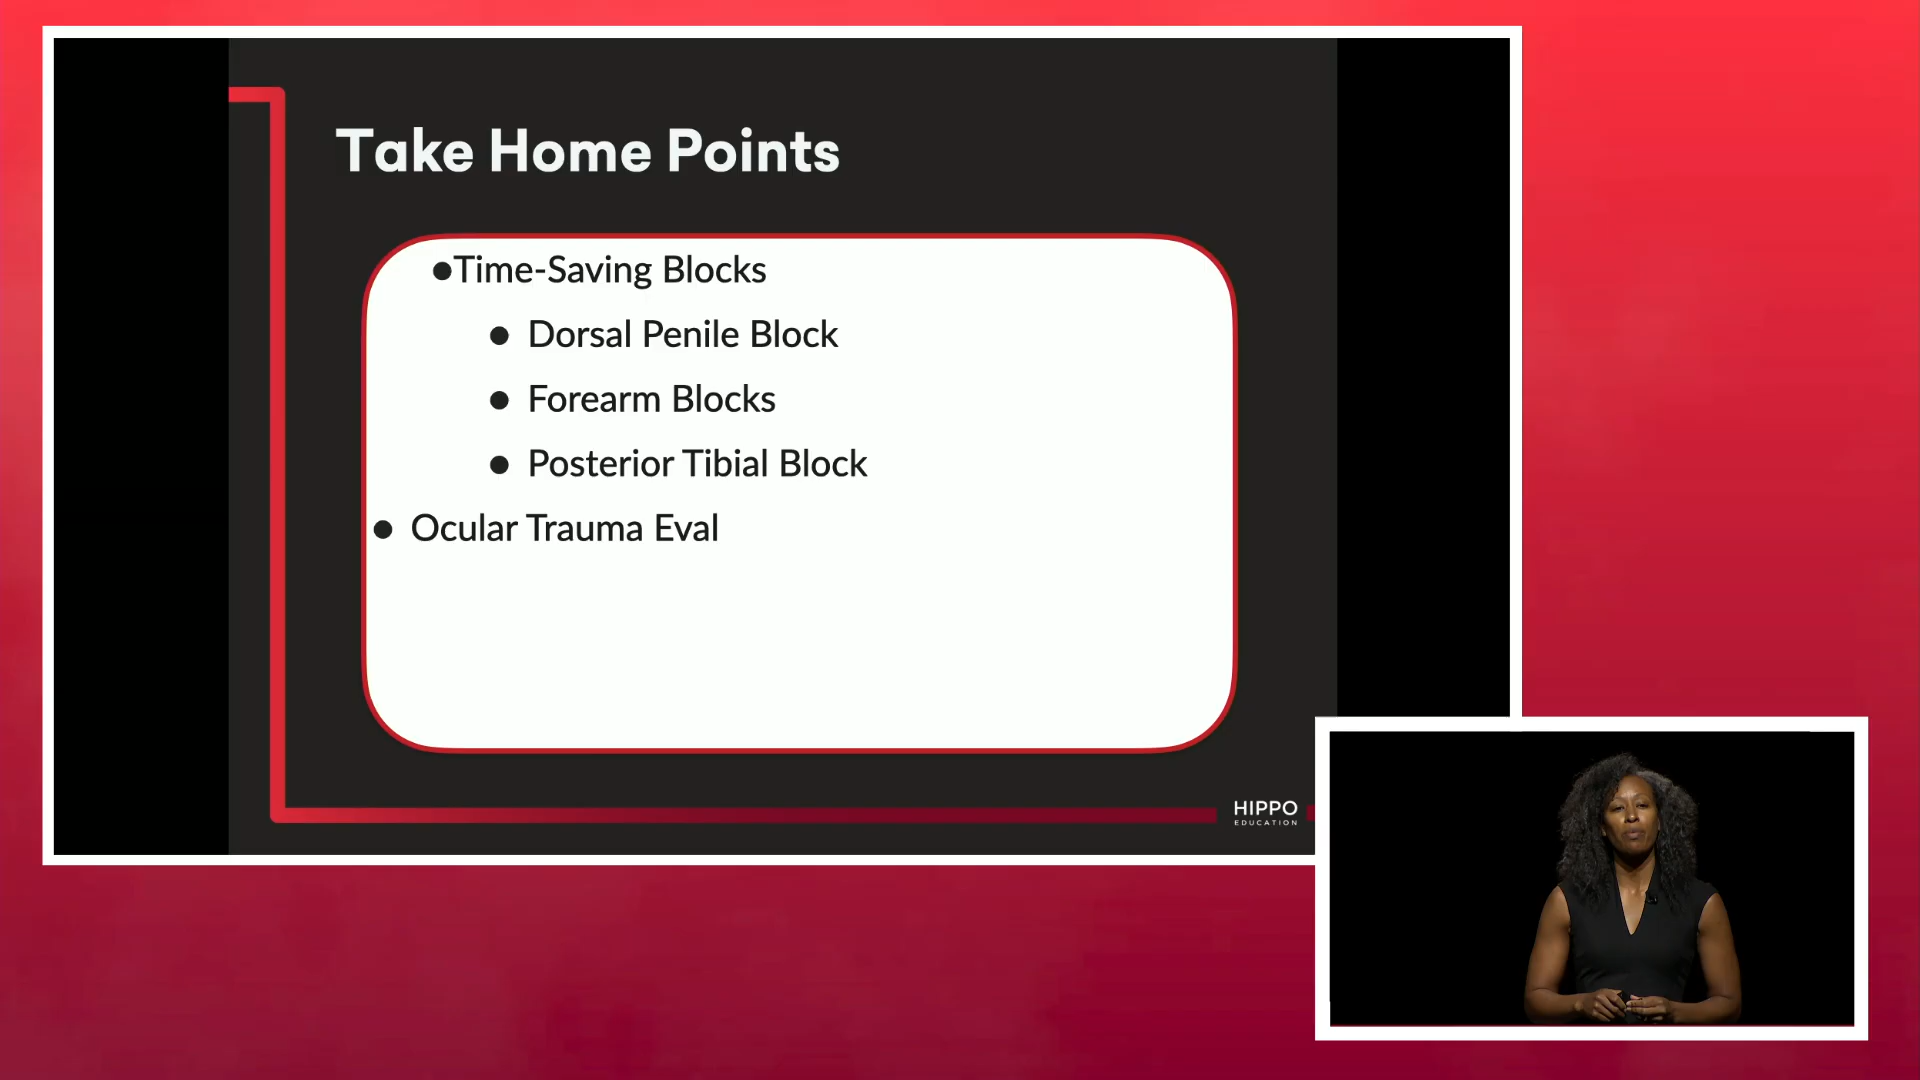 Take Home Points
●Time-Saving Blocks
● Dorsal Penile Block
● Forearm Blocks
● Posterior Tibial Block
● Ocular Trauma Eval
HIPPO
EDUCATION